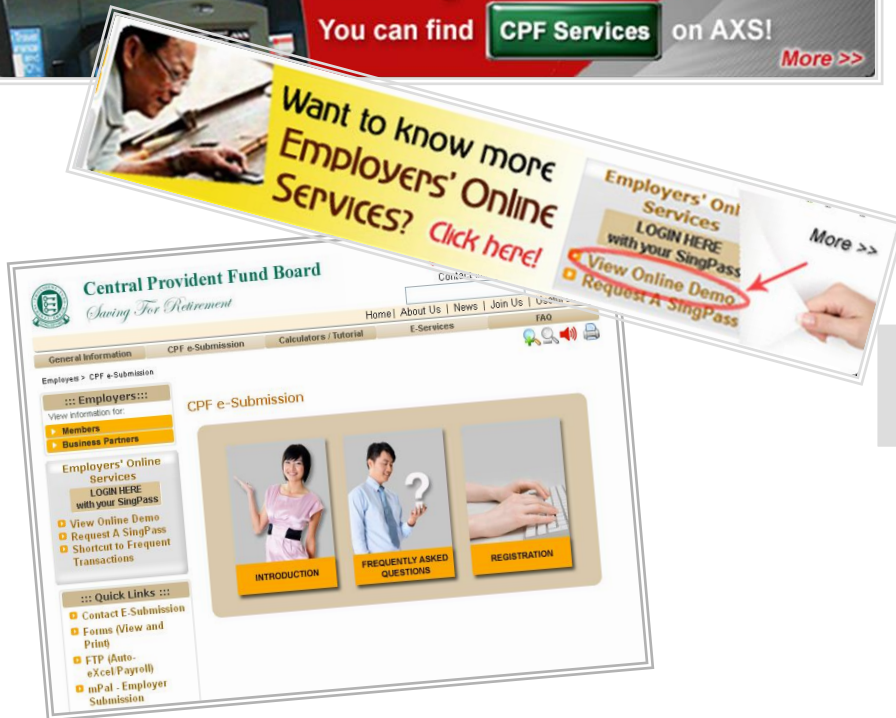 You can find CPF Services on AXS!
More >>
Want to know more
Employers' Online
Services? Click here!
Employers' Onl
Services
LOGIN HERE
with your SingPass
View Online Demo
Request A SingPass
More >>
Central Provident Fund Board
Saving For Retirement
Home | About Us | News | Join Us |
General Information
CPF e-Submission
Calculators / Tutorial
E-Services
FAQ
Employers > CPF e-Submission
::: Employers:::
View information for:
Members
Business Partners
Employers' Online
Services
LOGIN HERE
with your SingPass
View Online Demo
Request A SingPass
Shortcut to Frequent
Transactions
::: Quick Links :::
Contact E-Submission
Forms (View and
Print)
FTP (Auto-
eXcel/Payroll)
mPal - Employer
Submission
CPF e-Submission
INTRODUCTION
FREQUENTLY ASKED
QUESTIONS
REGISTRATION